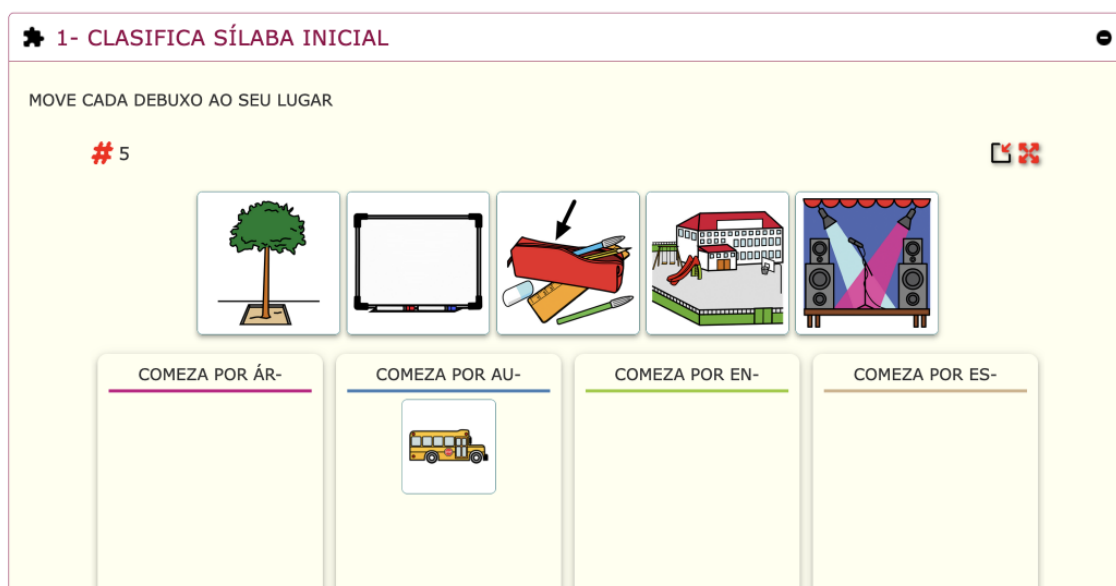 1- CLASIFICA SÍLABA INICIAL
MOVE CADA DEBUXO AO SEU LUGAR
# 5
COMEZA POR ÁR-
COMEZA POR AU-
COMEZA POR EN-
COMEZA POR ES-